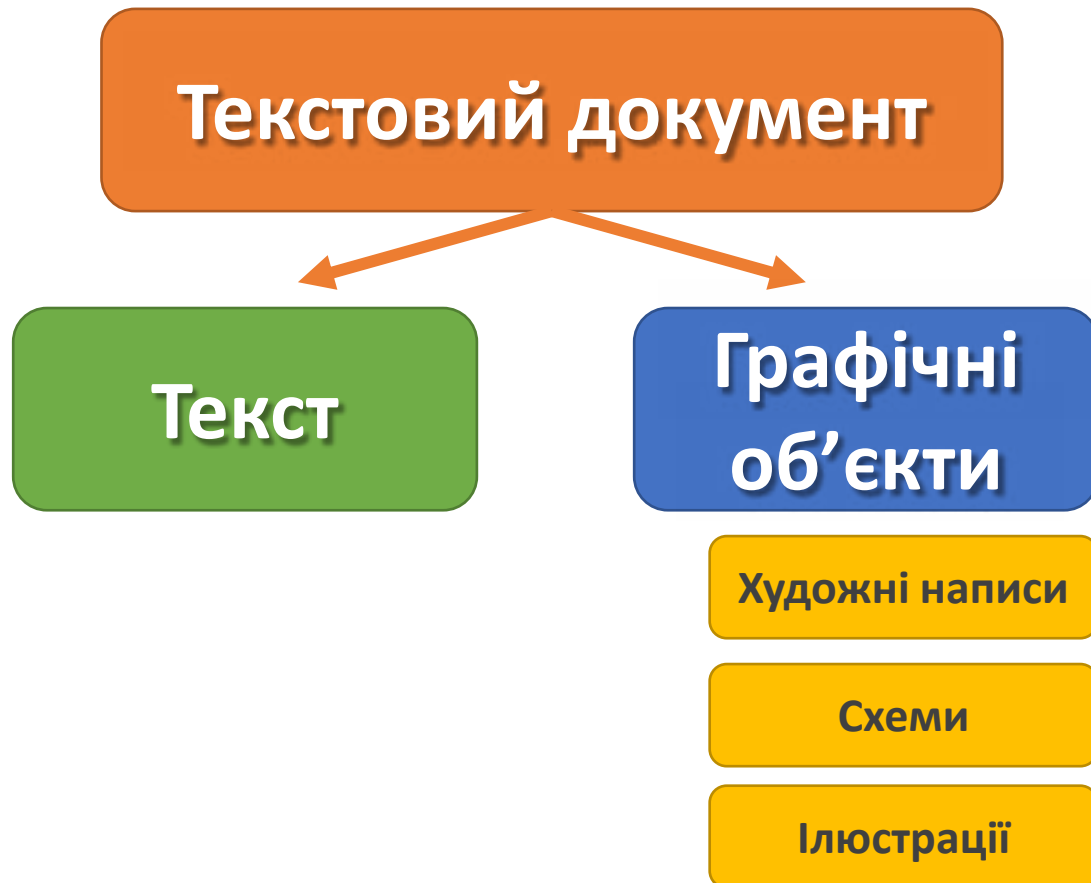 Текстовий документ
Текст
Графічні
об’єкти
Художні написи
Схеми
Ілюстрації